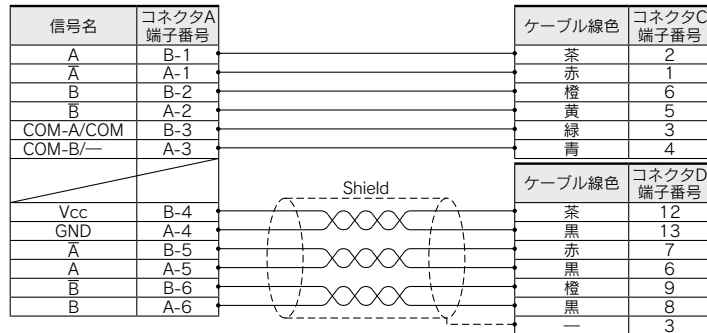 信号名 コネクタA端子番号 ケーブル線色 コネクタC端子番号
A B-1 茶 2
A̅ A-1 赤 1
B B-2 橙 6
B̅ A-2 黄 5
COM-A/COM B-3 緑 3
COM-B/― A-3 青 4
Shield
ケーブル線色 コネクタD端子番号
Vcc B-4 茶 12
GND A-4 黒 13
A̅ B-5 赤 7
A A-5 黒 6
B̅ B-6 橙 9
B A-6 黒 8
― 3